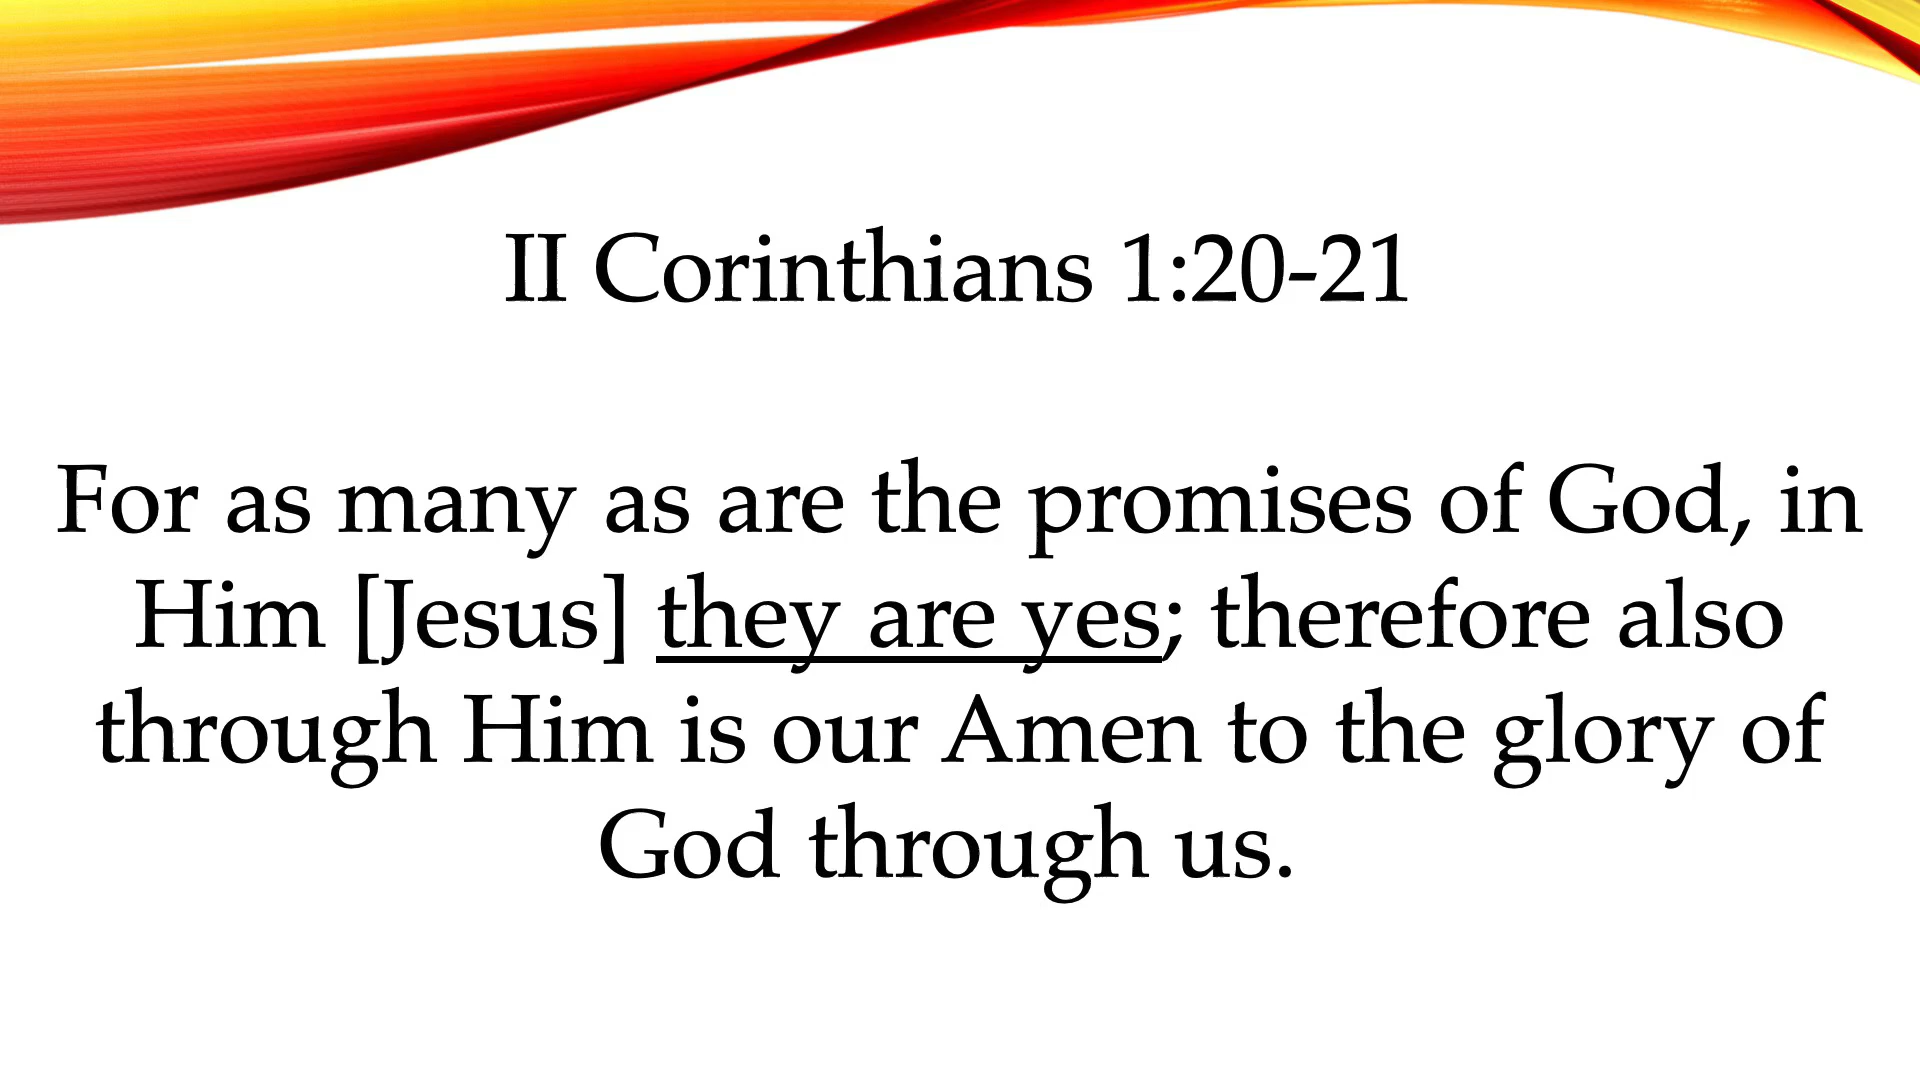 II Corinthians 1:20-21
For as many as are the promises of God, in
Him [Jesus] they are yes; therefore also
through Him is our Amen to the glory of
God through us.